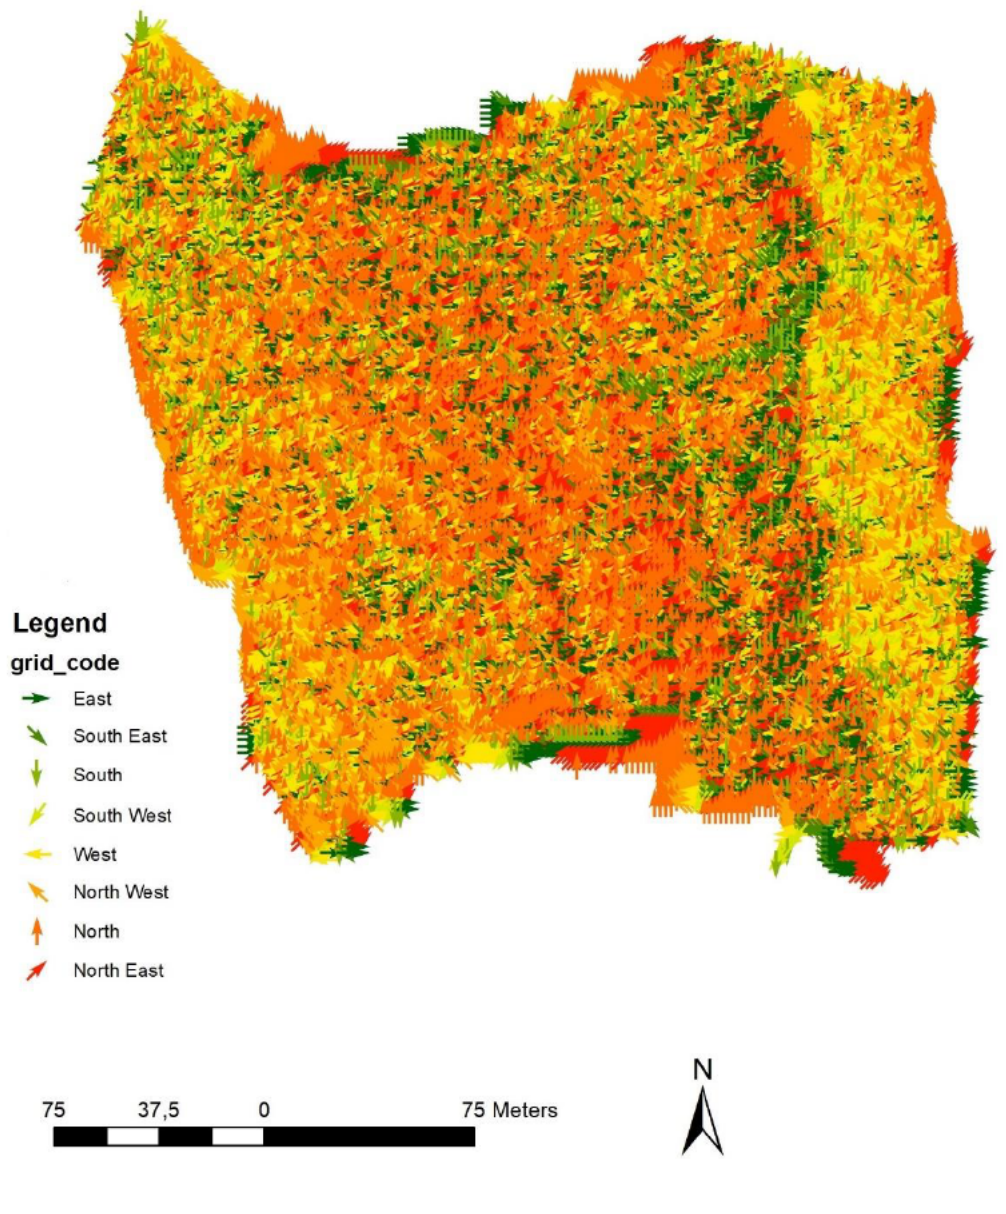 Legend
grid_code
East
South East
South
South West
West
North West
North
North East
N
75 37,5 0 75 Meters